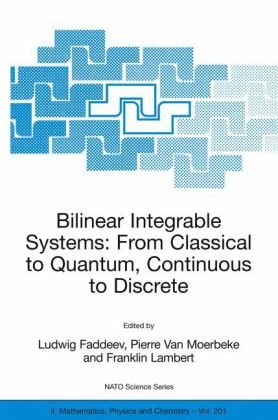 Bilinear Integrable
Systems: From Classical
to Quantum, Continuous
to Discrete
Edited by
Ludwig Faddeev, Pierre Van Moerbeke
and Franklin Lambert
NATO Science Series
II. Mathematics, Physics and Chemistry – Vol. 201